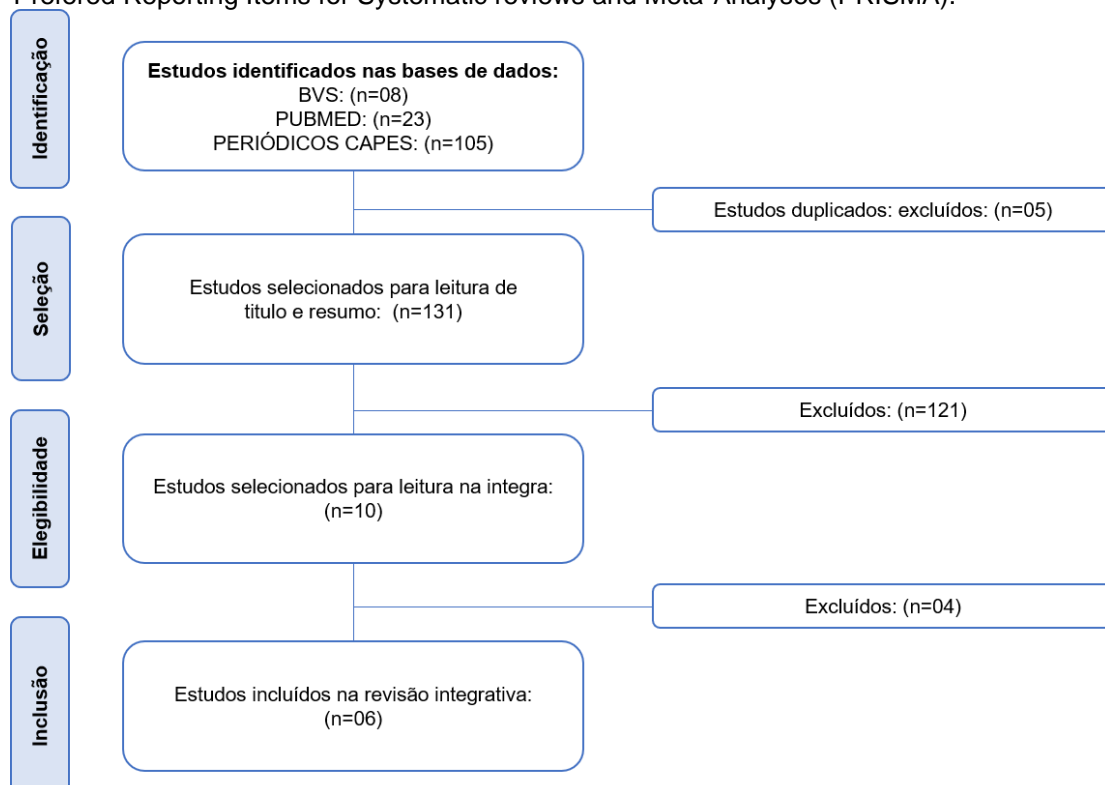 Prefered Reporting Items for Systematic reviews and Meta-Analyses (PRISMA).
Identificação
Estudos identificados nas bases de dados:
BVS: (n=08)
PUBMED: (n=23)
PERIÓDICOS CAPES: (n=105)
Estudos duplicados: excluídos: (n=05)
Seleção
Estudos selecionados para leitura de
titulo e resumo: (n=131)
Excluídos: (n=121)
Elegibilidade
Estudos selecionados para leitura na integra:
(n=10)
Excluídos: (n=04)
Inclusão
Estudos incluídos na revisão integrativa:
(n=06)